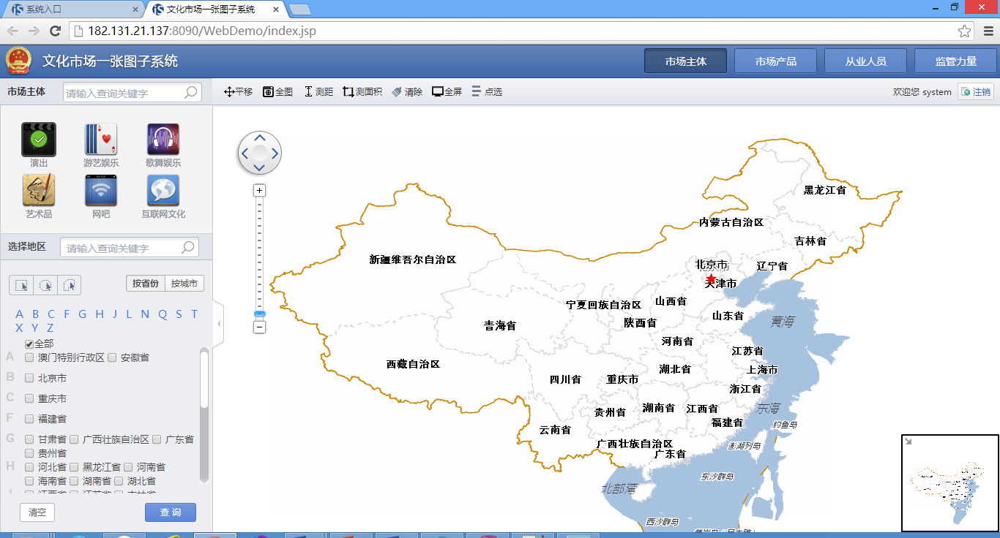 系统入口
文化市场一张图子系统
182.131.21.137:8090/WebDemo/index.jsp
文化市场一张图子系统
市场主体
市场产品
从业人员
监管力量
市场主体
请输入查询关键字
平移 全图 测距 测面积 清除 全屏 点选
欢迎您 system
注销
演出 游艺娱乐 歌舞娱乐
艺术品 网吧 互联网文化
选择地区
请输入查询关键字
按省份 按城市
A B C F G H J L N Q S T
X Y Z
全部
A 澳门特别行政区 安徽省
B 北京市
C 重庆市
F 福建省
G 甘肃省 广西壮族自治区 广东省
贵州省
H 河北省 黑龙江省 河南省
海南省 湖南省 湖北省
清空
查 询
黑龙江省
内蒙古自治区
吉林省
新疆维吾尔自治区
北京市
辽宁省
天津市
宁夏回族自治区
山西省
山东省
黄海
青海省
陕西省
河南省
江苏省
西藏自治区
湖北省
上海市
四川省
重庆市
浙江省
贵州省
湖南省
江西省
东海
云南省
福建省
钓鱼岛
广西壮族自治区
广东省
澎湖列岛
东沙群岛
北部湾
西沙群岛